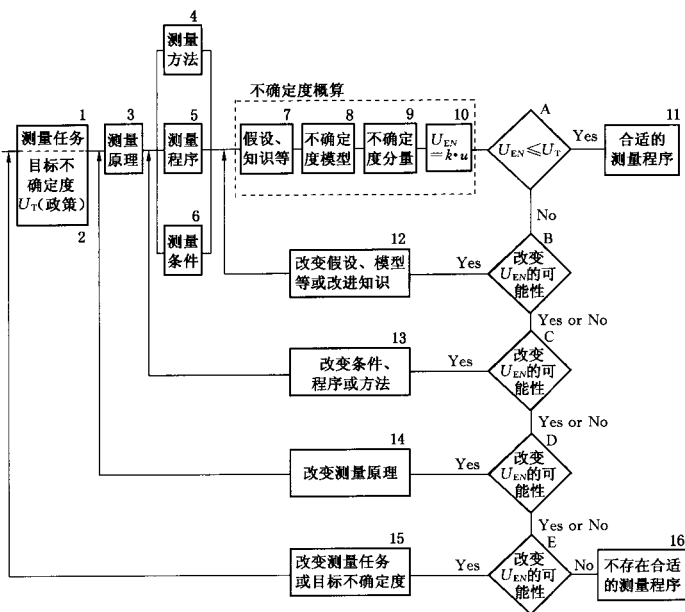 4
测量
方法
不确定度概算
1
3
5
7
8
9
10
A
11
测量任务
目标不
确定度
U_T(政策)
2
测量
原理
测量
程序
假设、
知识等
不确定
度模型
不确定
度分量
U_EN
=k·u
U_EN≤U_T
Yes
合适的
测量程序
6
测量
条件
No
12
B
改变假设、模型
等或改进知识
Yes
改变
U_EN的可
能性
Yes or No
13
C
改变条件、
程序或方法
Yes
改变
U_EN的可
能性
Yes or No
14
D
改变测量原理
Yes
改变
U_EN的可
能性
Yes or No
15
E
16
改变测量任务
或目标不确定度
Yes
改变
U_EN的可
能性
No
不存在合适
的测量程序